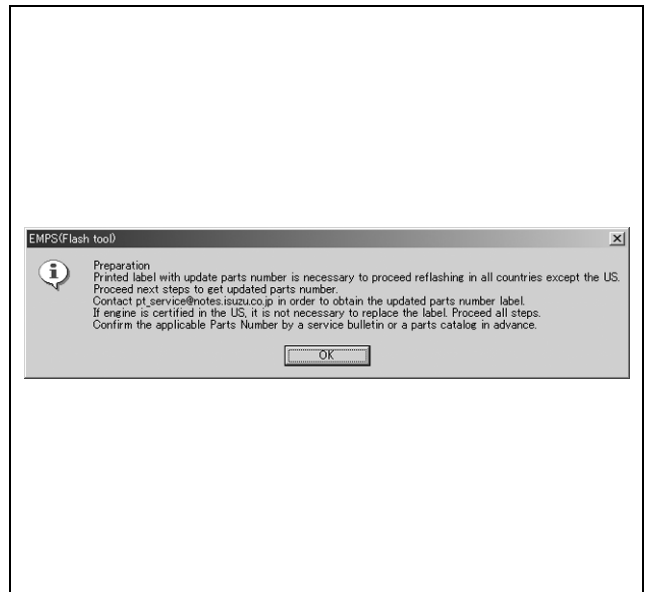 EMPS(Flash tool)
Preparation
Printed label with update parts number is necessary to proceed reflashing in all countries except the US.
Proceed next steps to get updated parts number.
Contact pt_service@notes.isuzu.co.jp in order to obtain the updated parts number label.
If engine is certified in the US, it is not necessary to replace the label. Proceed all steps.
Confirm the applicable Parts Number by a service bulletin or a parts catalog in advance.
OK